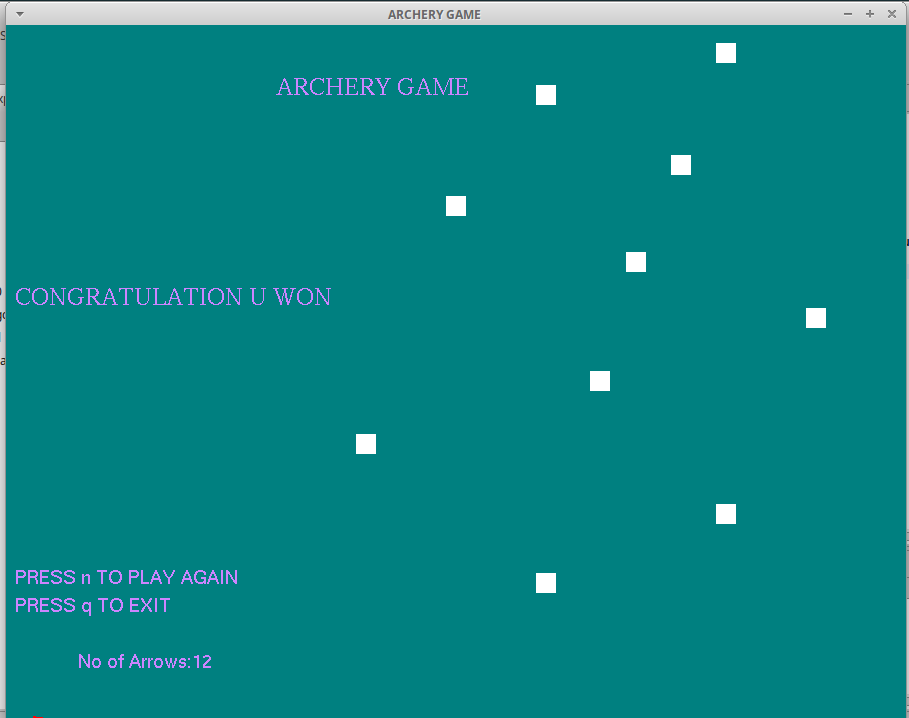 ARCHERY GAME
ARCHERY GAME
CONGRATULATION U WON
PRESS n TO PLAY AGAIN
PRESS q TO EXIT
No of Arrows:12